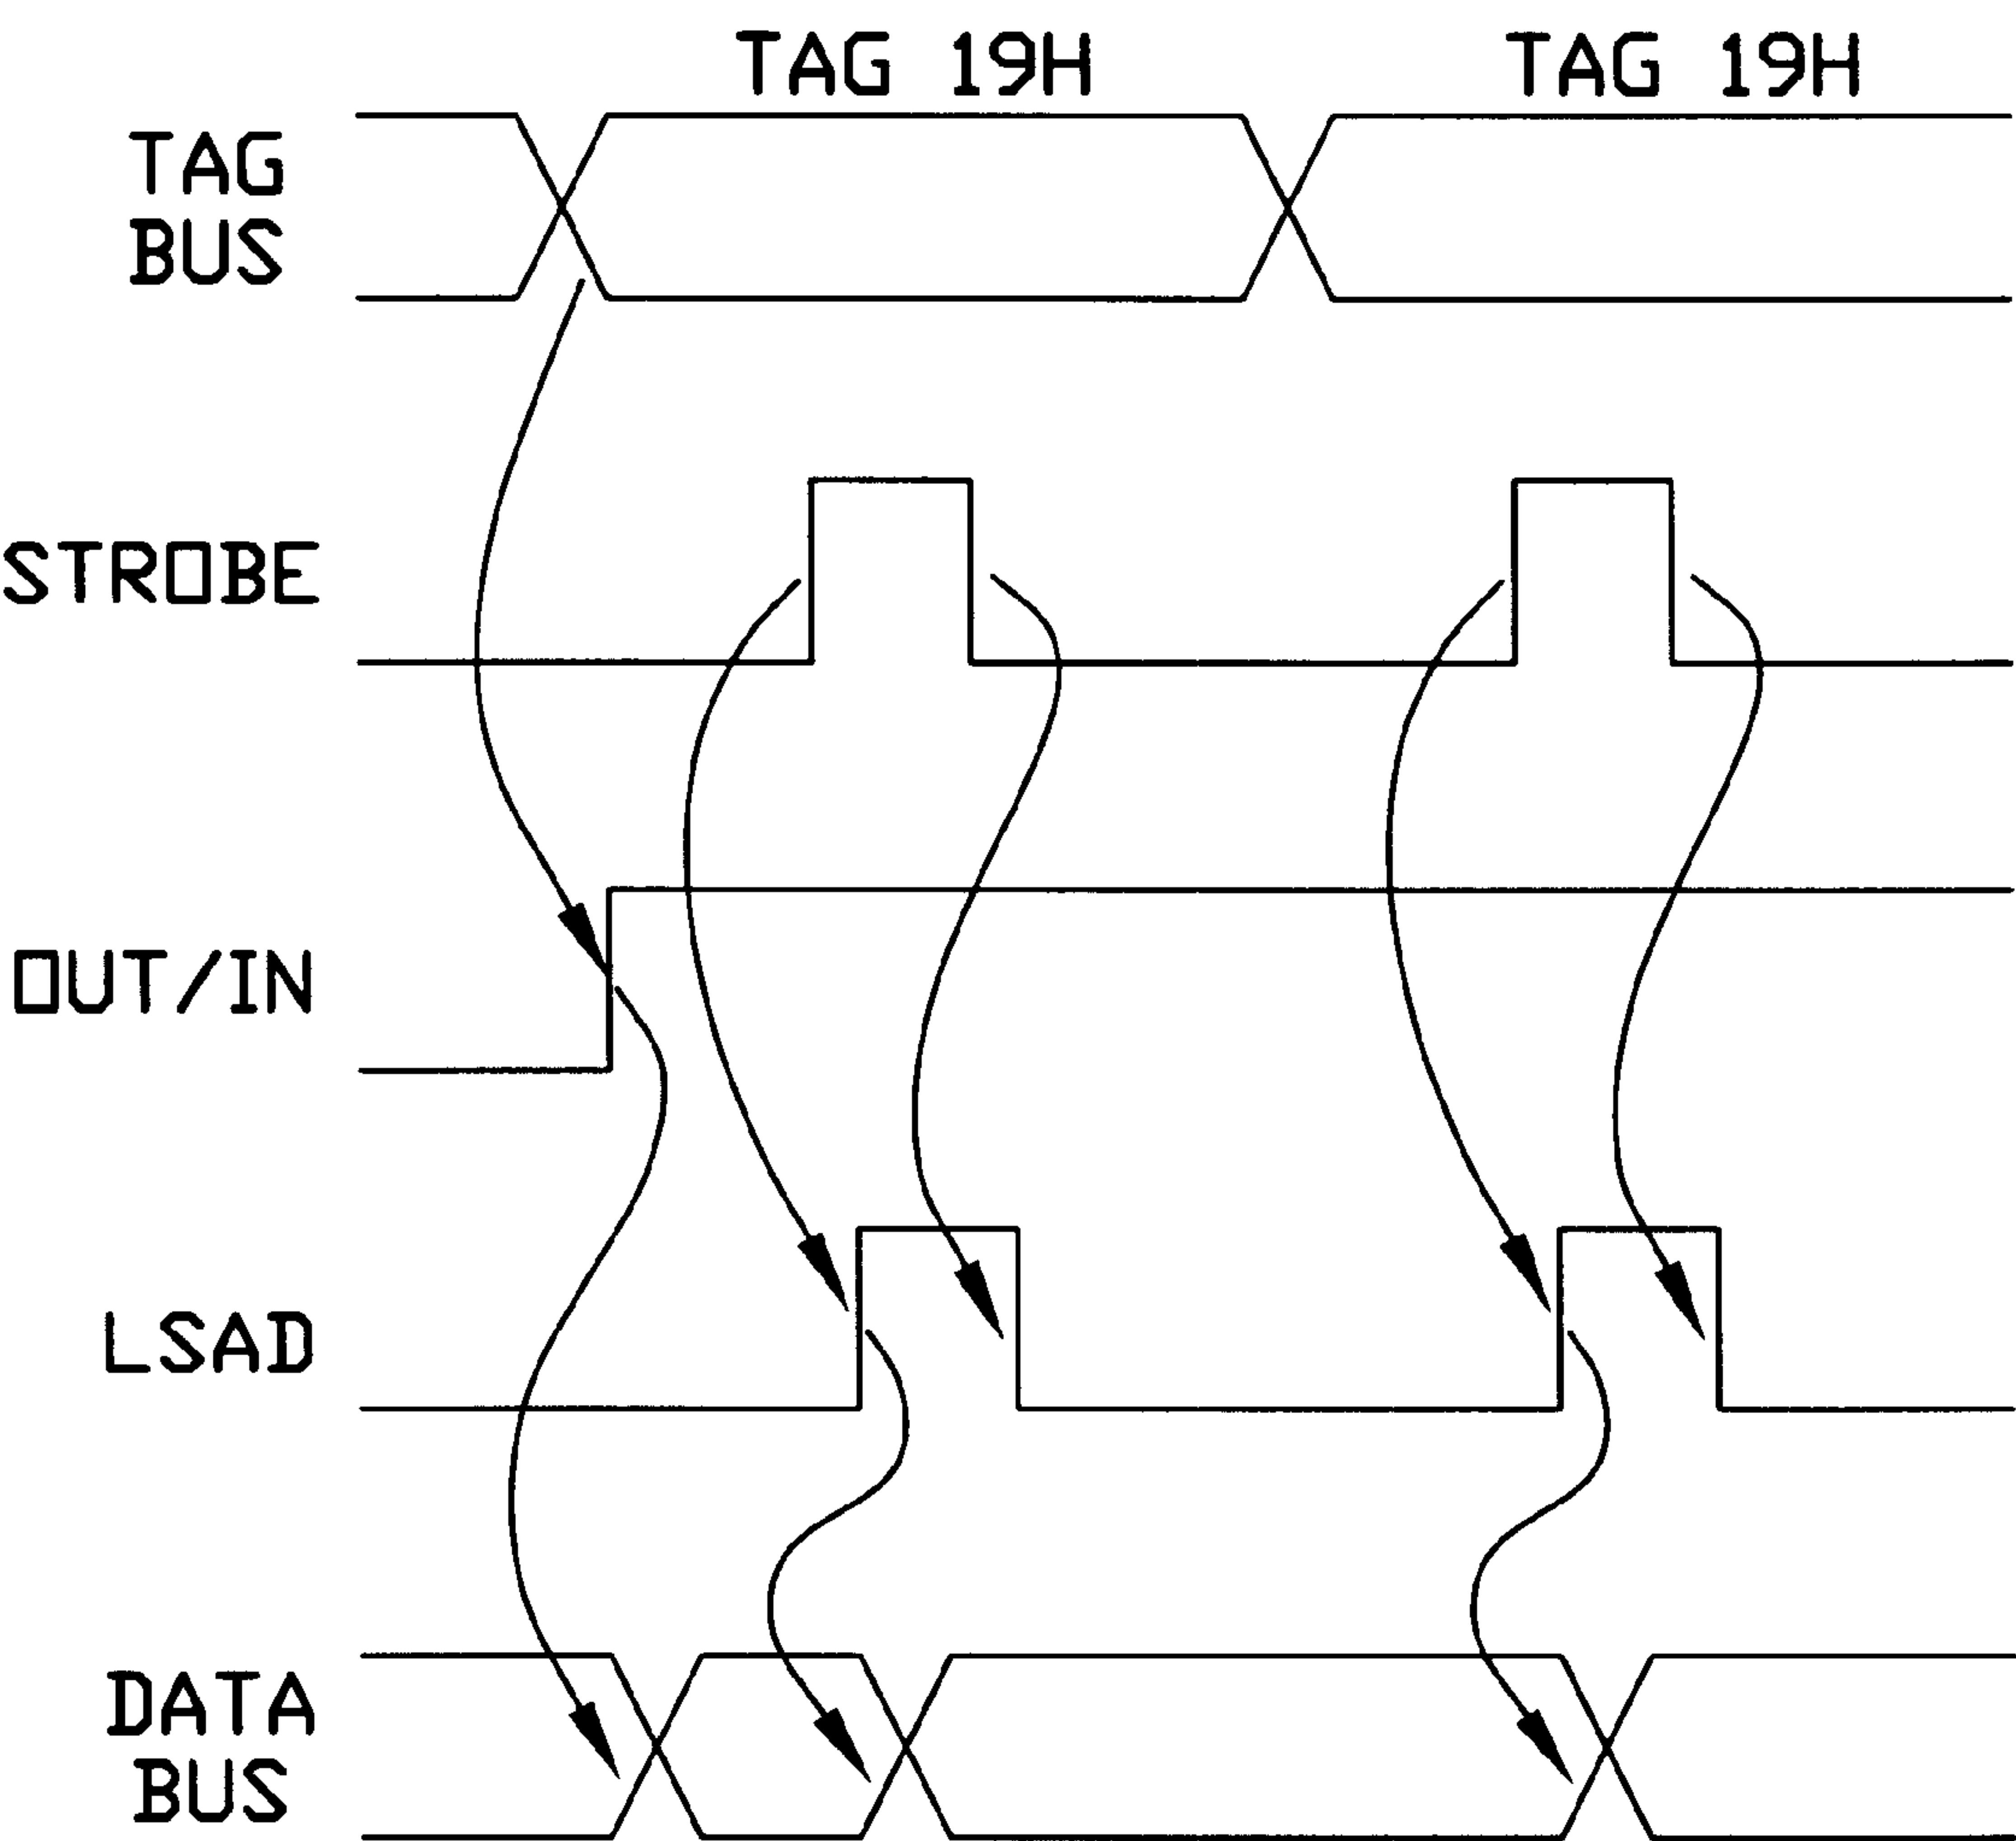 TAG 19H TAG 19H
TAG
BUS
STROBE
OUT/IN
LSAD
DATA
BUS